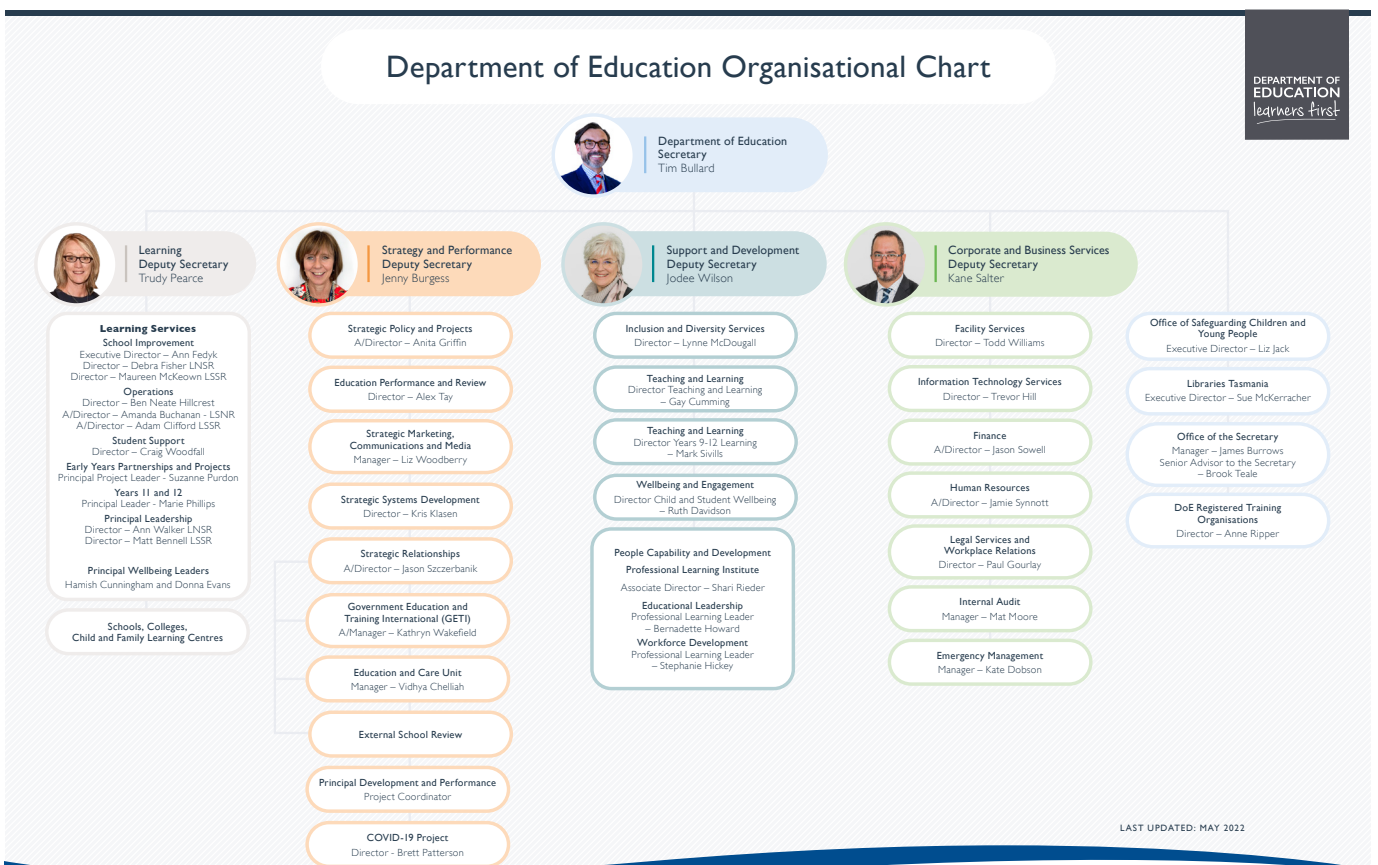 Department of Education Organisational Chart
DEPARTMENT OF
EDUCATION
learners first
Department of Education
Secretary
Tim Bullard
Learning
Deputy Secretary
Trudy Pearce
Learning Services
School Improvement
Executive Director – Ann Fedyk
Director – Debra Fisher LNSR
Director – Maureen McKeown LSSR
Operations
Director – Ben Neate Hillcrest
A/Director – Amanda Buchanan - LSNR
A/Director – Adam Clifford LSSR
Student Support
Director – Craig Woodfall
Early Years Partnerships and Projects
Principal Project Leader - Suzanne Purdon
Years 11 and 12
Principal Leader - Marie Phillips
Principal Leadership
Director – Ann Walker LNSR
Director – Matt Bennell LSSR
Principal Wellbeing Leaders
Hamish Cunningham and Donna Evans
Schools, Colleges,
Child and Family Learning Centres
Strategy and Performance
Deputy Secretary
Jenny Burgess
Strategic Policy and Projects
A/Director – Anita Griffin
Education Performance and Review
Director – Alex Tay
Strategic Marketing,
Communications and Media
Manager – Liz Woodberry
Strategic Systems Development
Director – Kris Klasen
Strategic Relationships
A/Director – Jason Szczerbanik
Government Education and
Training International (GETI)
A/Manager – Kathryn Wakefield
Education and Care Unit
Manager – Vidhya Chelliah
External School Review
Principal Development and Performance
Project Coordinator
COVID-19 Project
Director - Brett Patterson
Support and Development
Deputy Secretary
Jodee Wilson
Inclusion and Diversity Services
Director – Lynne McDougall
Teaching and Learning
Director Teaching and Learning
– Gay Cumming
Teaching and Learning
Director Years 9-12 Learning
– Mark Sivills
Wellbeing and Engagement
Director Child and Student Wellbeing
– Ruth Davidson
People Capability and Development
Professional Learning Institute
Associate Director – Shari Rieder
Educational Leadership
Professional Learning Leader
– Bernadette Howard
Workforce Development
Professional Learning Leader
– Stephanie Hickey
Corporate and Business Services
Deputy Secretary
Kane Salter
Facility Services
Director – Todd Williams
Information Technology Services
Director – Trevor Hill
Finance
A/Director – Jason Sowell
Human Resources
A/Director – Jamie Synnott
Legal Services and
Workplace Relations
Director – Paul Gourlay
Internal Audit
Manager – Mat Moore
Emergency Management
Manager – Kate Dobson
Office of Safeguarding Children and
Young People
Executive Director – Liz Jack
Libraries Tasmania
Executive Director – Sue McKerracher
Office of the Secretary
Manager – James Burrows
Senior Advisor to the Secretary
– Brook Teale
DoE Registered Training
Organisations
Director – Anne Ripper
LAST UPDATED: MAY 2022